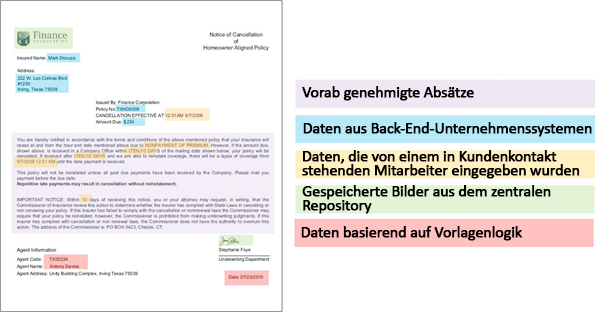 Finance
corporation
Notice of Cancellation
of
Homeowner Aligned Policy
Insured Name: Mark Desuza
Address:
222 W. Las Colinas Blvd.
#1250
Irving, Texas 75039
Issued By: Finance Corporation
Policy No: TXHO0006
CANCELLATION EFFECTIVE AT 12:01AM 9/7/2008
Amount Due: $234
You are hereby notified in accordance with the terms and conditions of the above mentioned policy that your insurance will
cease at and from the hour and date mentioned above due to NONPAYMENT OF PREMIUM. However, if the amount due,
shown above, is received in a Company Office within (TEN)10 DAYS of the mailing date shown below, your policy will be
reinstated. If received after (TEN)10 DAYS and we are able to reinstate coverage, there will be a lapse of coverage from
9/7/2008 12:01 AM until the date payment is received.
This policy will not be reinstated unless all past due payments have been received by the Company. Please mail you
payment before the due date.
Repetitive late payments may result in cancellation without reinstatement.
IMPORTANT NOTICE: Within 10 days of receiving this notice, you or your attorney may request, in writing, that the
Commissioner of Insurance review this action to determine whether the insurer has complied with State Laws in cancelling or
non renewing your policy. If the insurer has failed to comply with the cancellation or nonrenewal laws the Commissioner may
require that your policy be reinstated, however, the Commissioner is prohibited from making underwriting judgments. If this
insurer has complied with cancellation or non renewal laws, the Commissioner does not have the authority to overturn this
action. The address of the Commissioner is: PO BOX 5423, Chester, CT.
Agent Information
Stephanie Foye
Agent Code: TX00234
Underwriting Department
Agent Name: Antony Davies
Agent Address: Unity Building Complex, Irving Texas 75039
Date: 07/23/2010
Vorab genehmigte Absätze
Daten aus Back-End-Unternehmenssystemen
Daten, die von einem in Kundenkontakt
stehenden Mitarbeiter eingegeben wurden
Gespeicherte Bilder aus dem zentralen
Repository
Daten basierend auf Vorlagenlogik